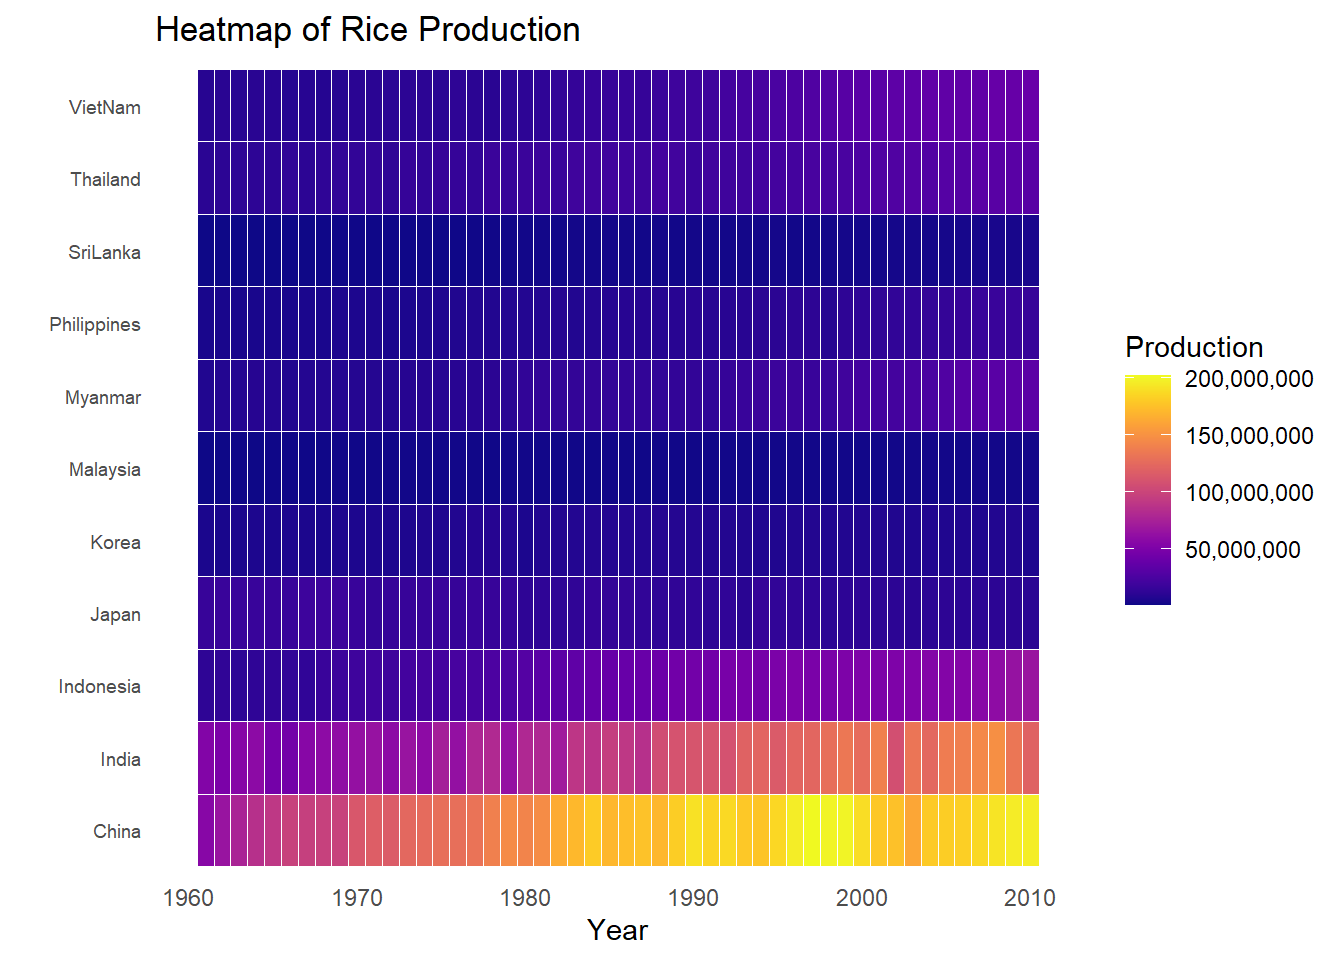 Heatmap of Rice Production
VietNam
Thailand
SriLanka
Philippines
Myanmar
Malaysia
Korea
Japan
Indonesia
India
China
1960 1970 1980 1990 2000 2010
Year
Production
200,000,000
150,000,000
100,000,000
50,000,000